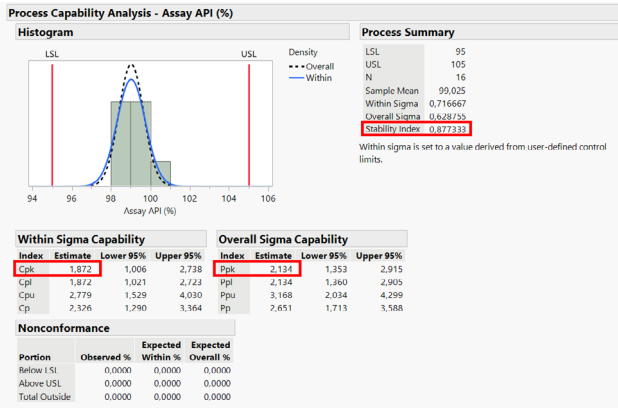 Process Capability Analysis - Assay API (%)
Histogram
LSL
USL
Density
Overall
Within
94 96 98 100 102 104 106
Assay API (%)
Process Summary
LSL 95
USL 105
N 16
Sample Mean 99,025
Within Sigma 0,716667
Overall Sigma 0,628755
Stability Index 0,877333
Within sigma is set to a value derived from user-defined control
limits.
Within Sigma Capability
Index Estimate Lower 95% Upper 95%
Cpk 1,872 1,006 2,738
Cpl 1,872 1,021 2,723
Cpu 2,779 1,529 4,030
Cp 2,326 1,290 3,364
Overall Sigma Capability
Index Estimate Lower 95% Upper 95%
Ppk 2,134 1,353 2,915
Ppl 2,134 1,360 2,905
Ppu 3,168 2,034 4,299
Pp 2,651 1,713 3,588
Nonconformance
Expected Expected
Portion Observed % Within % Overall %
Below LSL 0,0000 0,0000 0,0000
Above USL 0,0000 0,0000 0,0000
Total Outside 0,0000 0,0000 0,0000